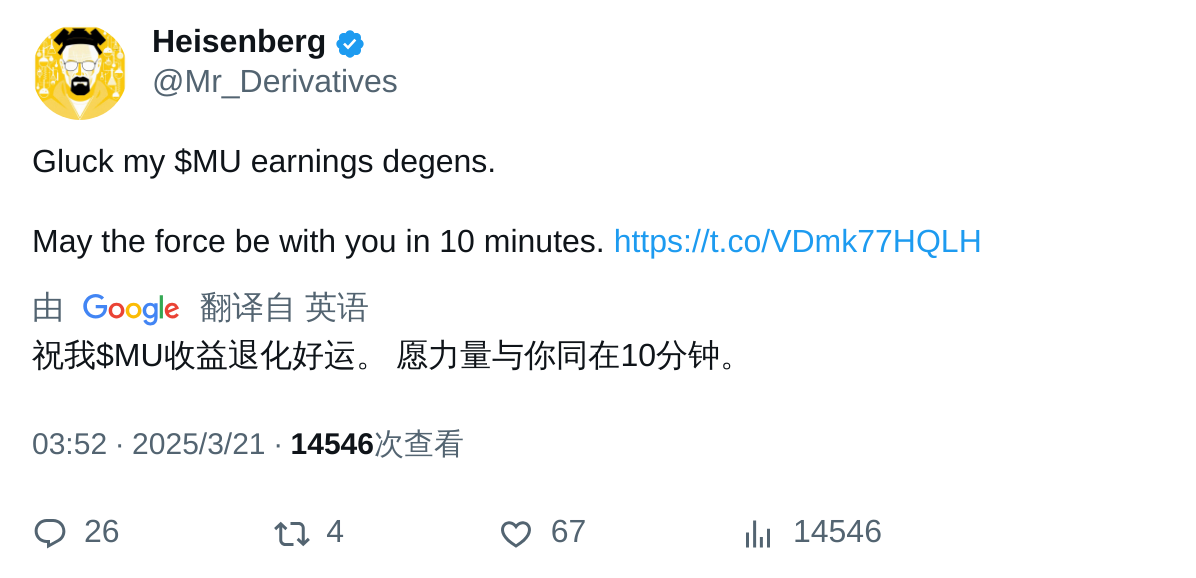 Heisenberg
@Mr_Derivatives
Gluck my $MU earnings degens.
May the force be with you in 10 minutes. https://t.co/VDmk77HQLH
由 Google 翻译自 英语
祝我$MU收益退化好运。 愿力量与你同在10分钟。
03:52 · 2025/3/21 · 14546次查看
26 4 67 14546